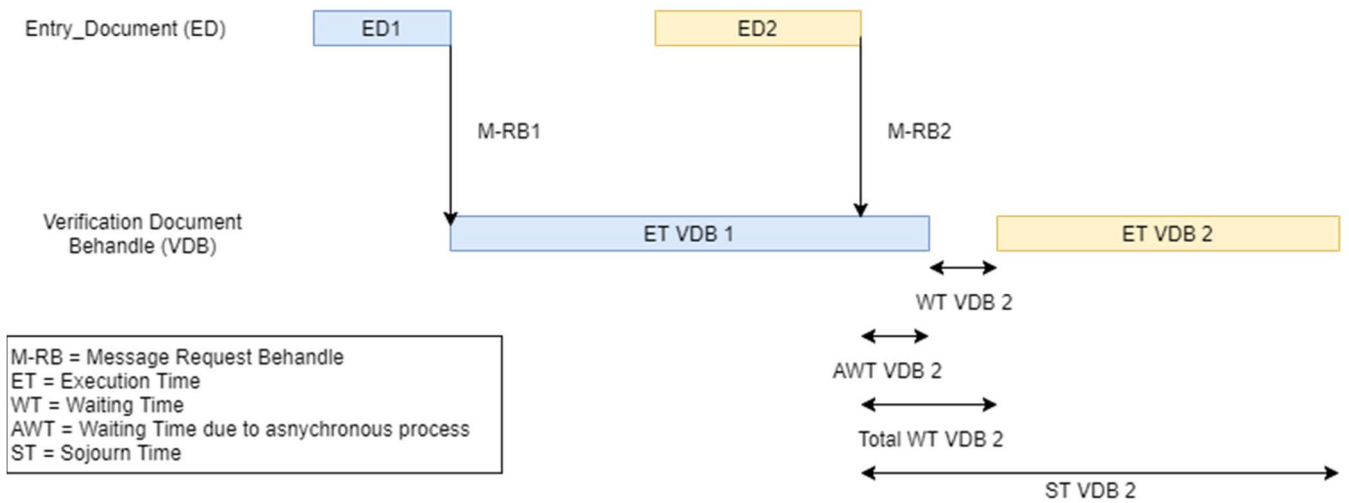 Entry_Document (ED)
ED1
ED2
M-RB1
M-RB2
Verification Document
Behandle (VDB)
ET VDB 1
ET VDB 2
WT VDB 2
AWT VDB 2
Total WT VDB 2
ST VDB 2
M-RB = Message Request Behandle
ET = Execution Time
WT = Waiting Time
AWT = Waiting Time due to asnychronous process
ST = Sojourn Time